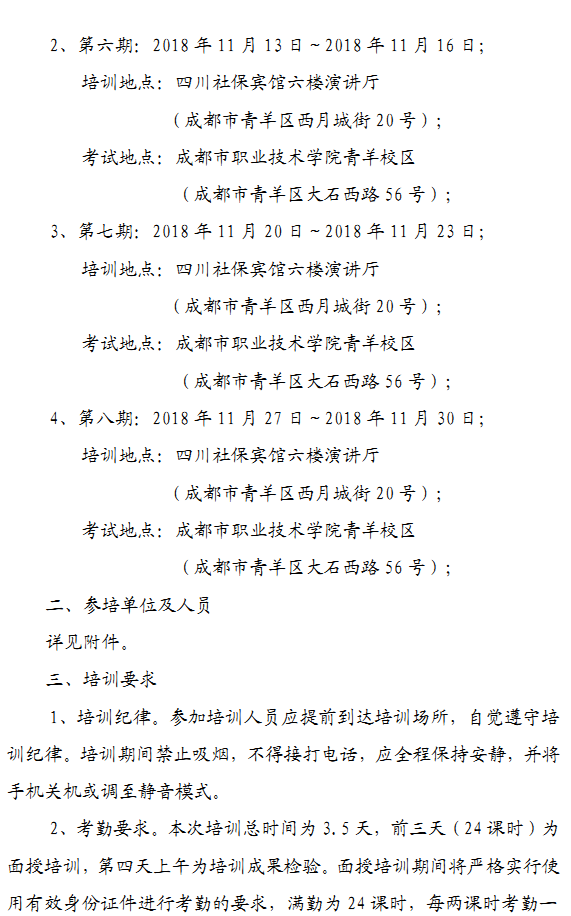 2、第六期：2018 年 11 月 13 日～2018 年 11 月 16 日；
培训地点：四川社保宾馆六楼演讲厅
（成都市青羊区西月城街 20 号）；
考试地点：成都市职业技术学院青羊校区
（成都市青羊区大石西路 56 号）；
3、第七期：2018 年 11 月 20 日～2018 年 11 月 23 日；
培训地点：四川社保宾馆六楼演讲厅
（成都市青羊区西月城街 20 号）；
考试地点：成都市职业技术学院青羊校区
（成都市青羊区大石西路 56 号）；
4、第八期：2018 年 11 月 27 日～2018 年 11 月 30 日；
培训地点：四川社保宾馆六楼演讲厅
（成都市青羊区西月城街 20 号）；
考试地点：成都市职业技术学院青羊校区
（成都市青羊区大石西路 56 号）；
二、参培单位及人员
详见附件。
三、培训要求
1、培训纪律。参加培训人员应提前到达培训场所，自觉遵守培
训纪律。培训期间禁止吸烟，不得接打电话，应全程保持安静，并将
手机关机或调至静音模式。
2、考勤要求。本次培训总时间为 3.5 天，前三天（24 课时）为
面授培训，第四天上午为培训成果检验。面授培训期间将严格实行使
用有效身份证件进行考勤的要求，满勤为 24 课时，每两课时考勤一